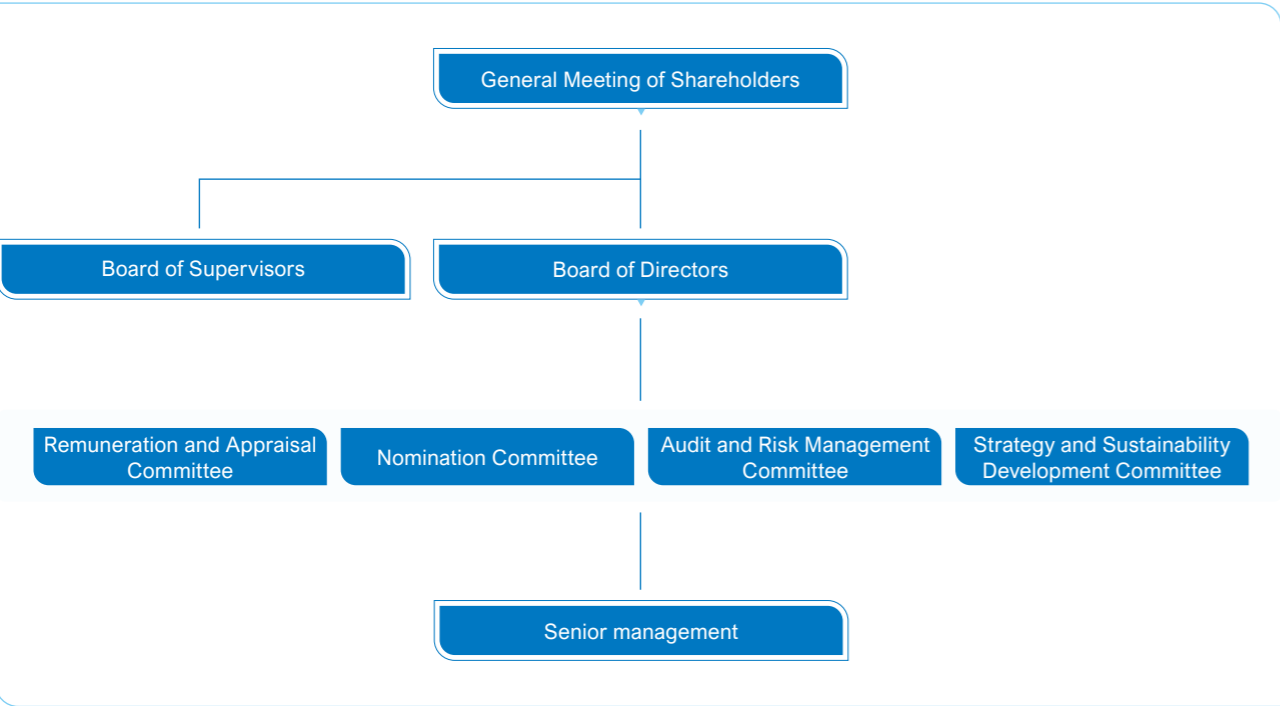 General Meeting of Shareholders
Board of Supervisors
Board of Directors
Remuneration and Appraisal
Committee
Nomination Committee
Audit and Risk Management
Committee
Strategy and Sustainability
Development Committee
Senior management